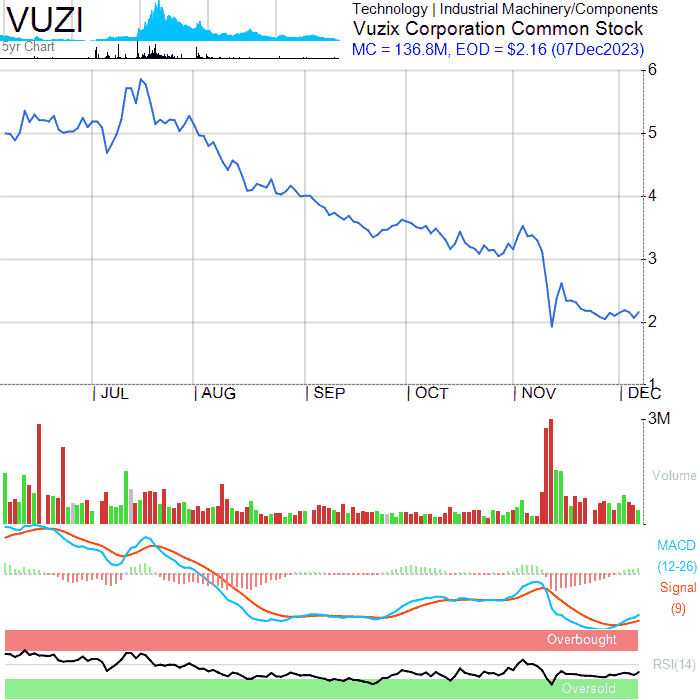 VUZI
5yr Chart
Technology | Industrial Machinery/Components
Vuzix Corporation Common Stock
MC = 136.8M, EOD = $2.16 (07Dec2023)
6
5
4
3
2
1
JUL AUG SEP OCT NOV DEC
3M
Volume
MACD
(12-26)
Signal
(9)
Overbought
RSI(14)
Oversold